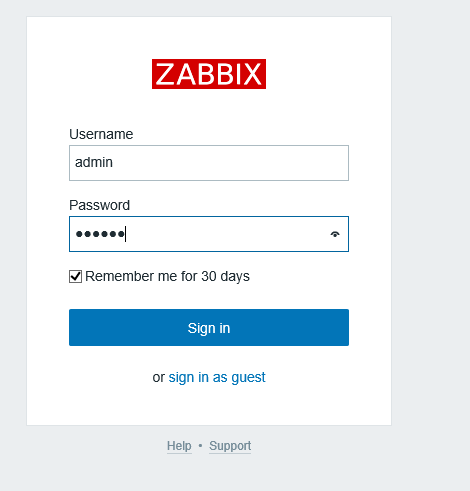 ZABBIX
Username
admin
Password
●●●●●●
Remember me for 30 days
Sign in
or sign in as guest
Help • Support